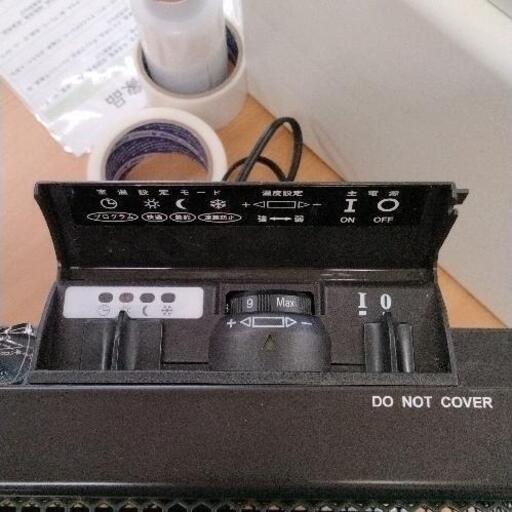 室温設定モード 温度設定 主電源
+ − I O
プログラム 快適 節約 凍結防止 強 弱 ON OFF
9 Max
+ − I O
DO NOT COVER